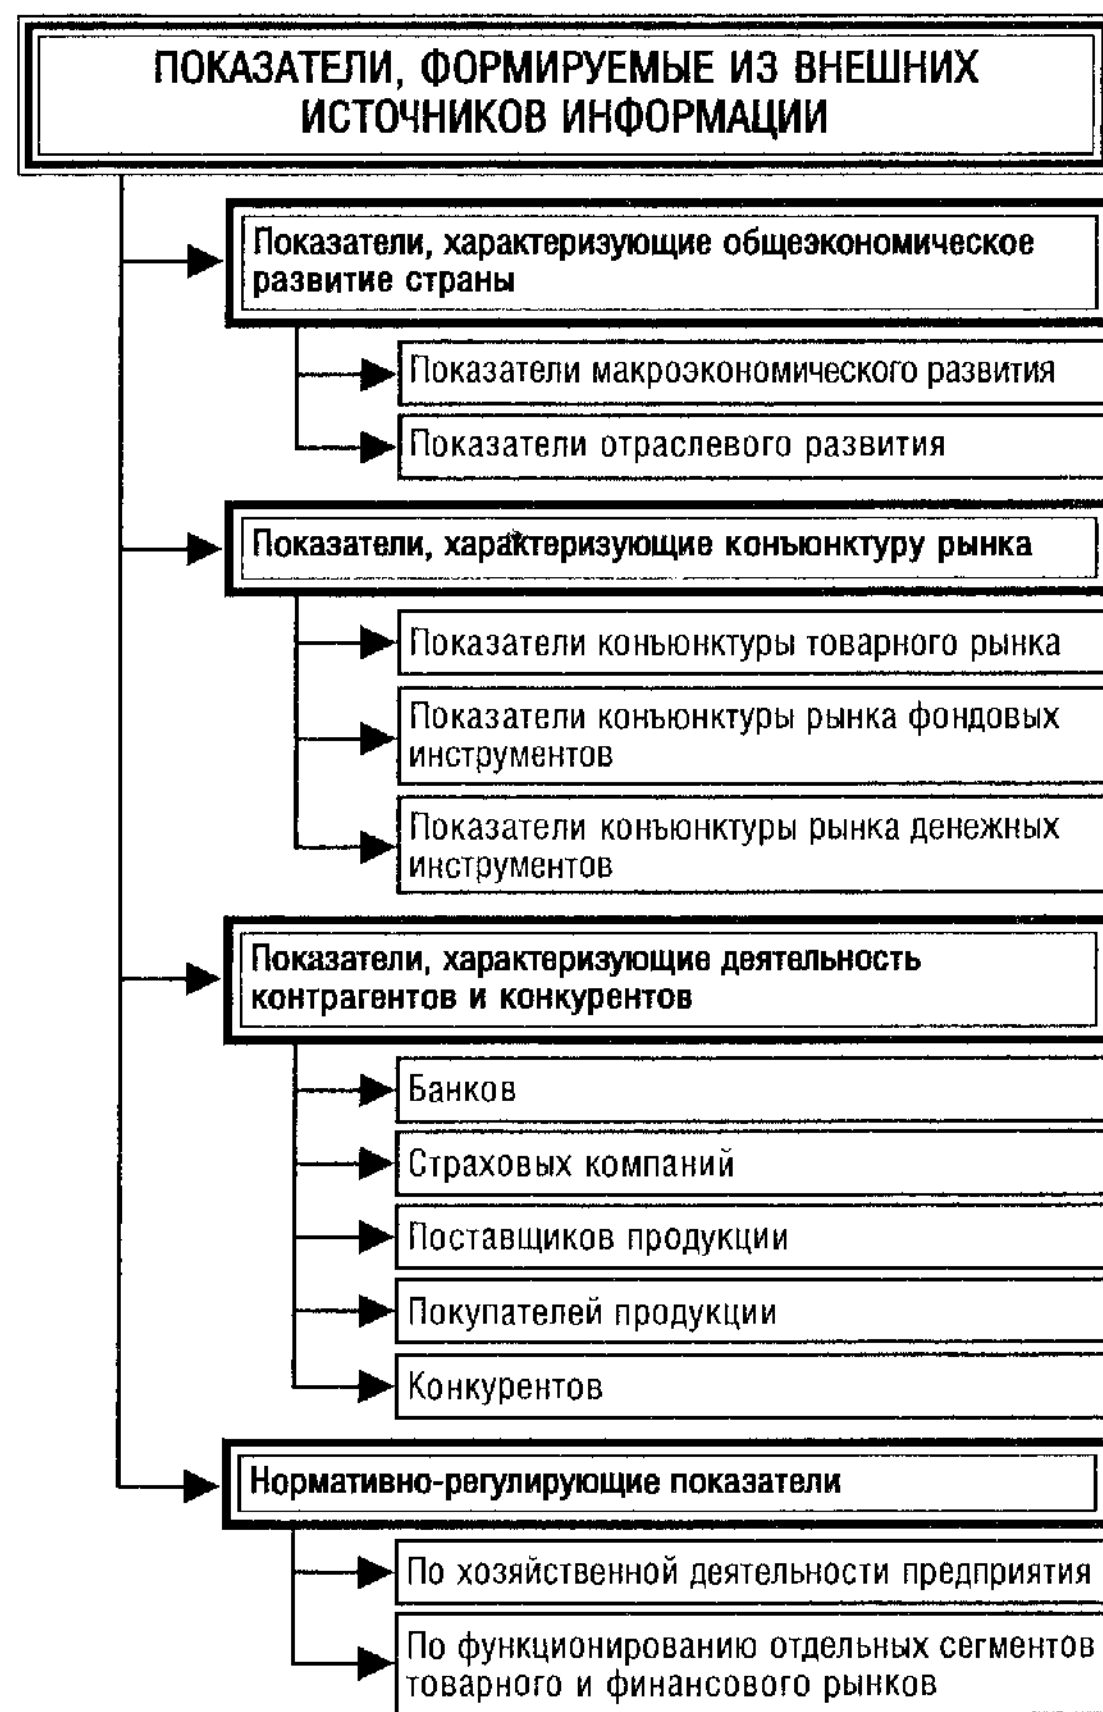 ПОКАЗАТЕЛИ, ФОРМИРУЕМЫЕ ИЗ ВНЕШНИХ
ИСТОЧНИКОВ ИНФОРМАЦИИ
Показатели, характеризующие общеэкономическое
развитие страны
Показатели макроэкономического развития
Показатели отраслевого развития
Показатели, характеризующие конъюнктуру рынка
Показатели конъюнктуры товарного рынка
Показатели конъюнктуры рынка фондовых
инструментов
Показатели конъюнктуры рынка денежных
инструментов
Показатели, характеризующие деятельность
контрагентов и конкурентов
Банков
Страховых компаний
Поставщиков продукции
Покупателей продукции
Конкурентов
Нормативно-регулирующие показатели
По хозяйственной деятельности предприятия
По функционированию отдельных сегментов
товарного и финансового рынков